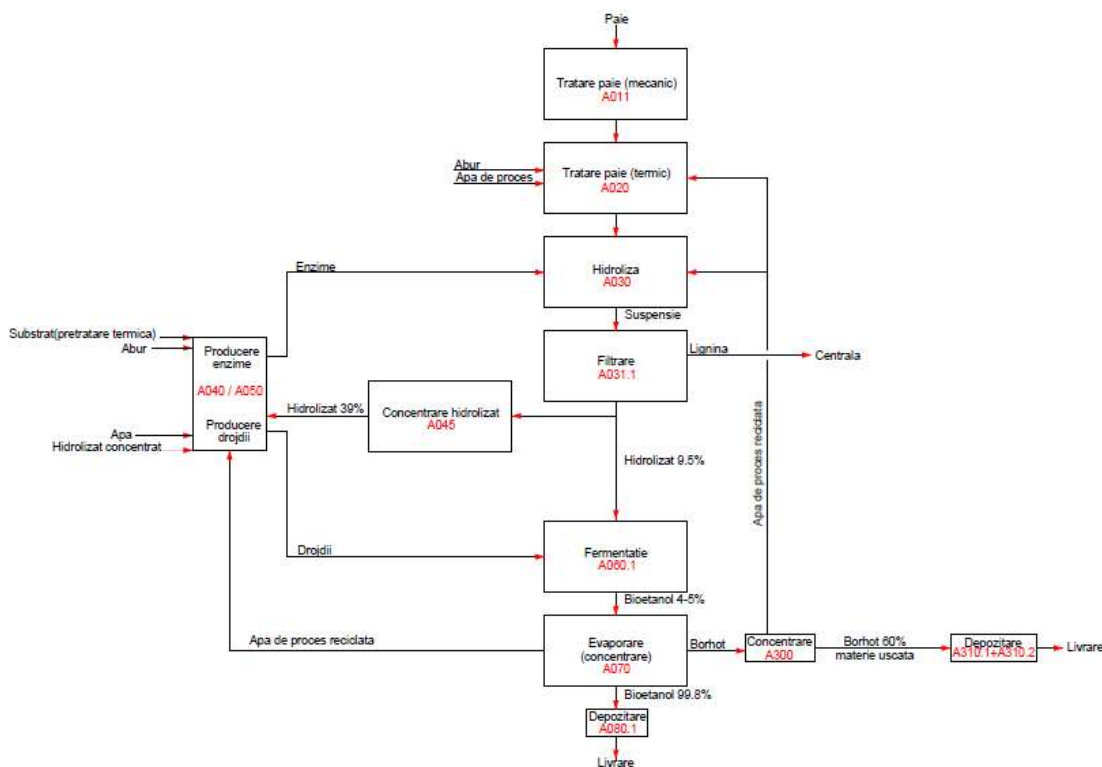 Paie
Tratare paie (mecanic)
A011
Abur
Apa de proces
Tratare paie (termic)
A020
Enzime
Hidroliza
A030
Suspensie
Substrat(pretratare termica)
Abur
Producere
enzime
A040 / A050
Producere
drojdii
Apa
Hidrolizat concentrat
Filtrare
A031.1
Lignina
Centrala
Hidrolizat 39%
Concentrare hidrolizat
A045
Hidrolizat 9.5%
Apa de proces reciclata
Drojdii
Fermentatie
A060.1
Bioetanol 4-5%
Apa de proces reciclata
Evaporare
(concentrare)
A070
Borhot
Concentrare
A300
Borhot 60%
materie uscata
Depozitare
A310.1+A310.2
Livrare
Bioetanol 99.8%
Depozitare
A080.1
Livrare